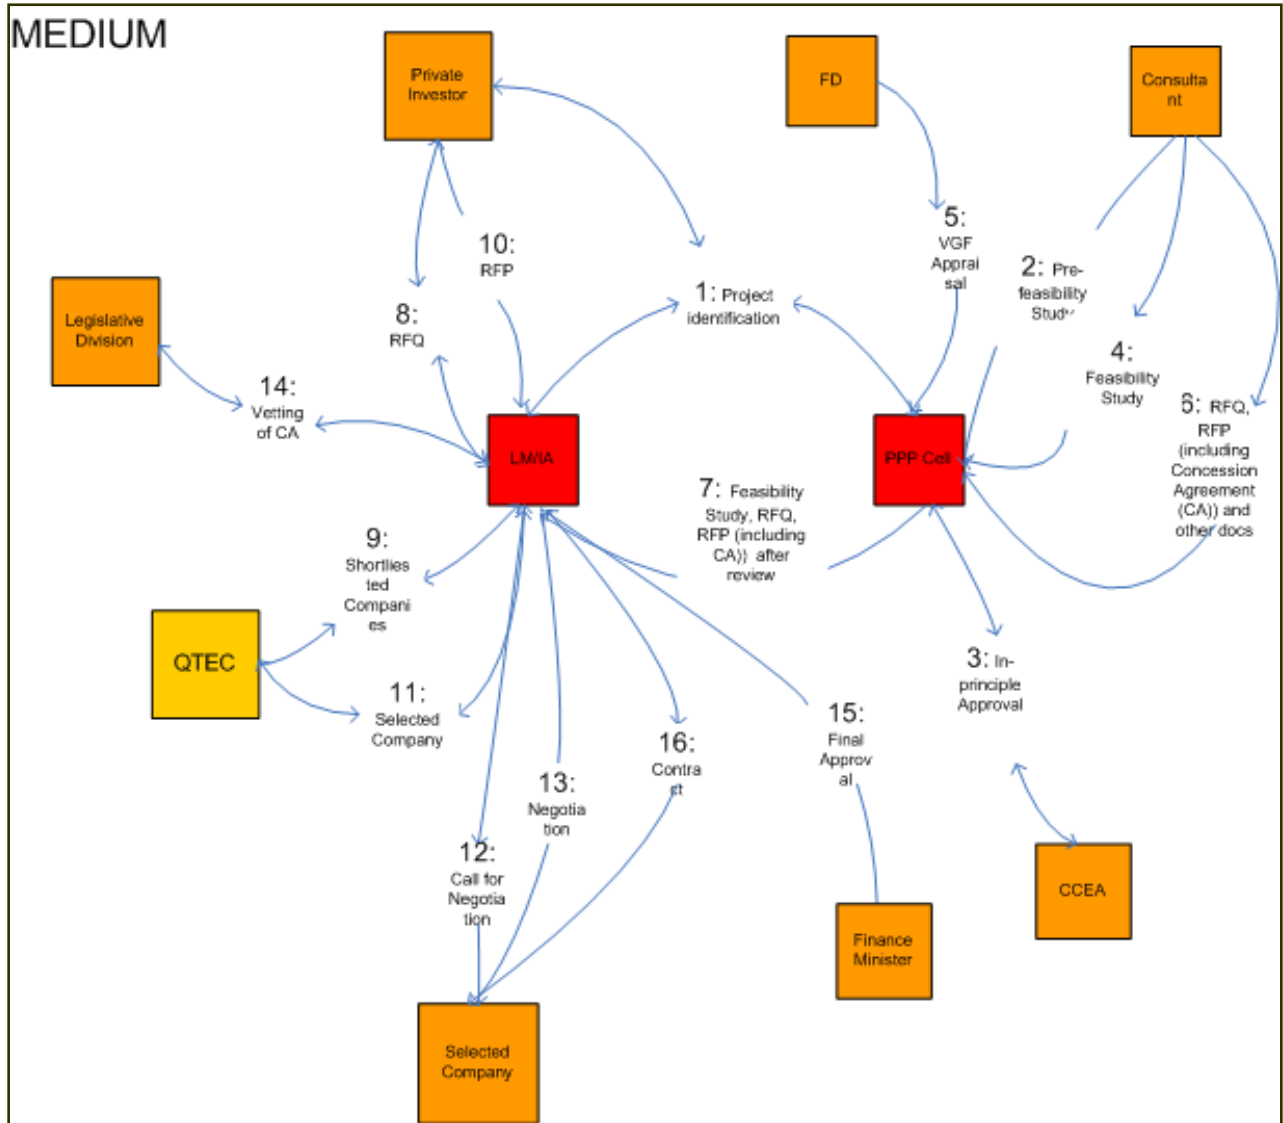 MEDIUM
Private
Investor
FD
Consulta
nt
10:
RFP
5:
VGF
Apprai
sal
2: Pre-
feasibility
Study
1: Project
identification
8:
RFQ
Legislative
Division
4:
Feasibility
Study
14:
Vetting
of CA
6: RFQ,
RFP
(including
Concession
Agreement
(CA)) and
other docs
LM/IA
PPP Cell
7: Feasibility
Study, RFQ,
RFP (including
CA)) after
review
9:
Shortlies
ted
Compani
es
QTEC
3: In-
principle
Approval
11:
Selected
Company
15:
Final
Approv
al
16:
Contra
ct
13:
Negotia
tion
12:
Call for
Negotia
tion
CCEA
Finance
Minister
Selected
Company